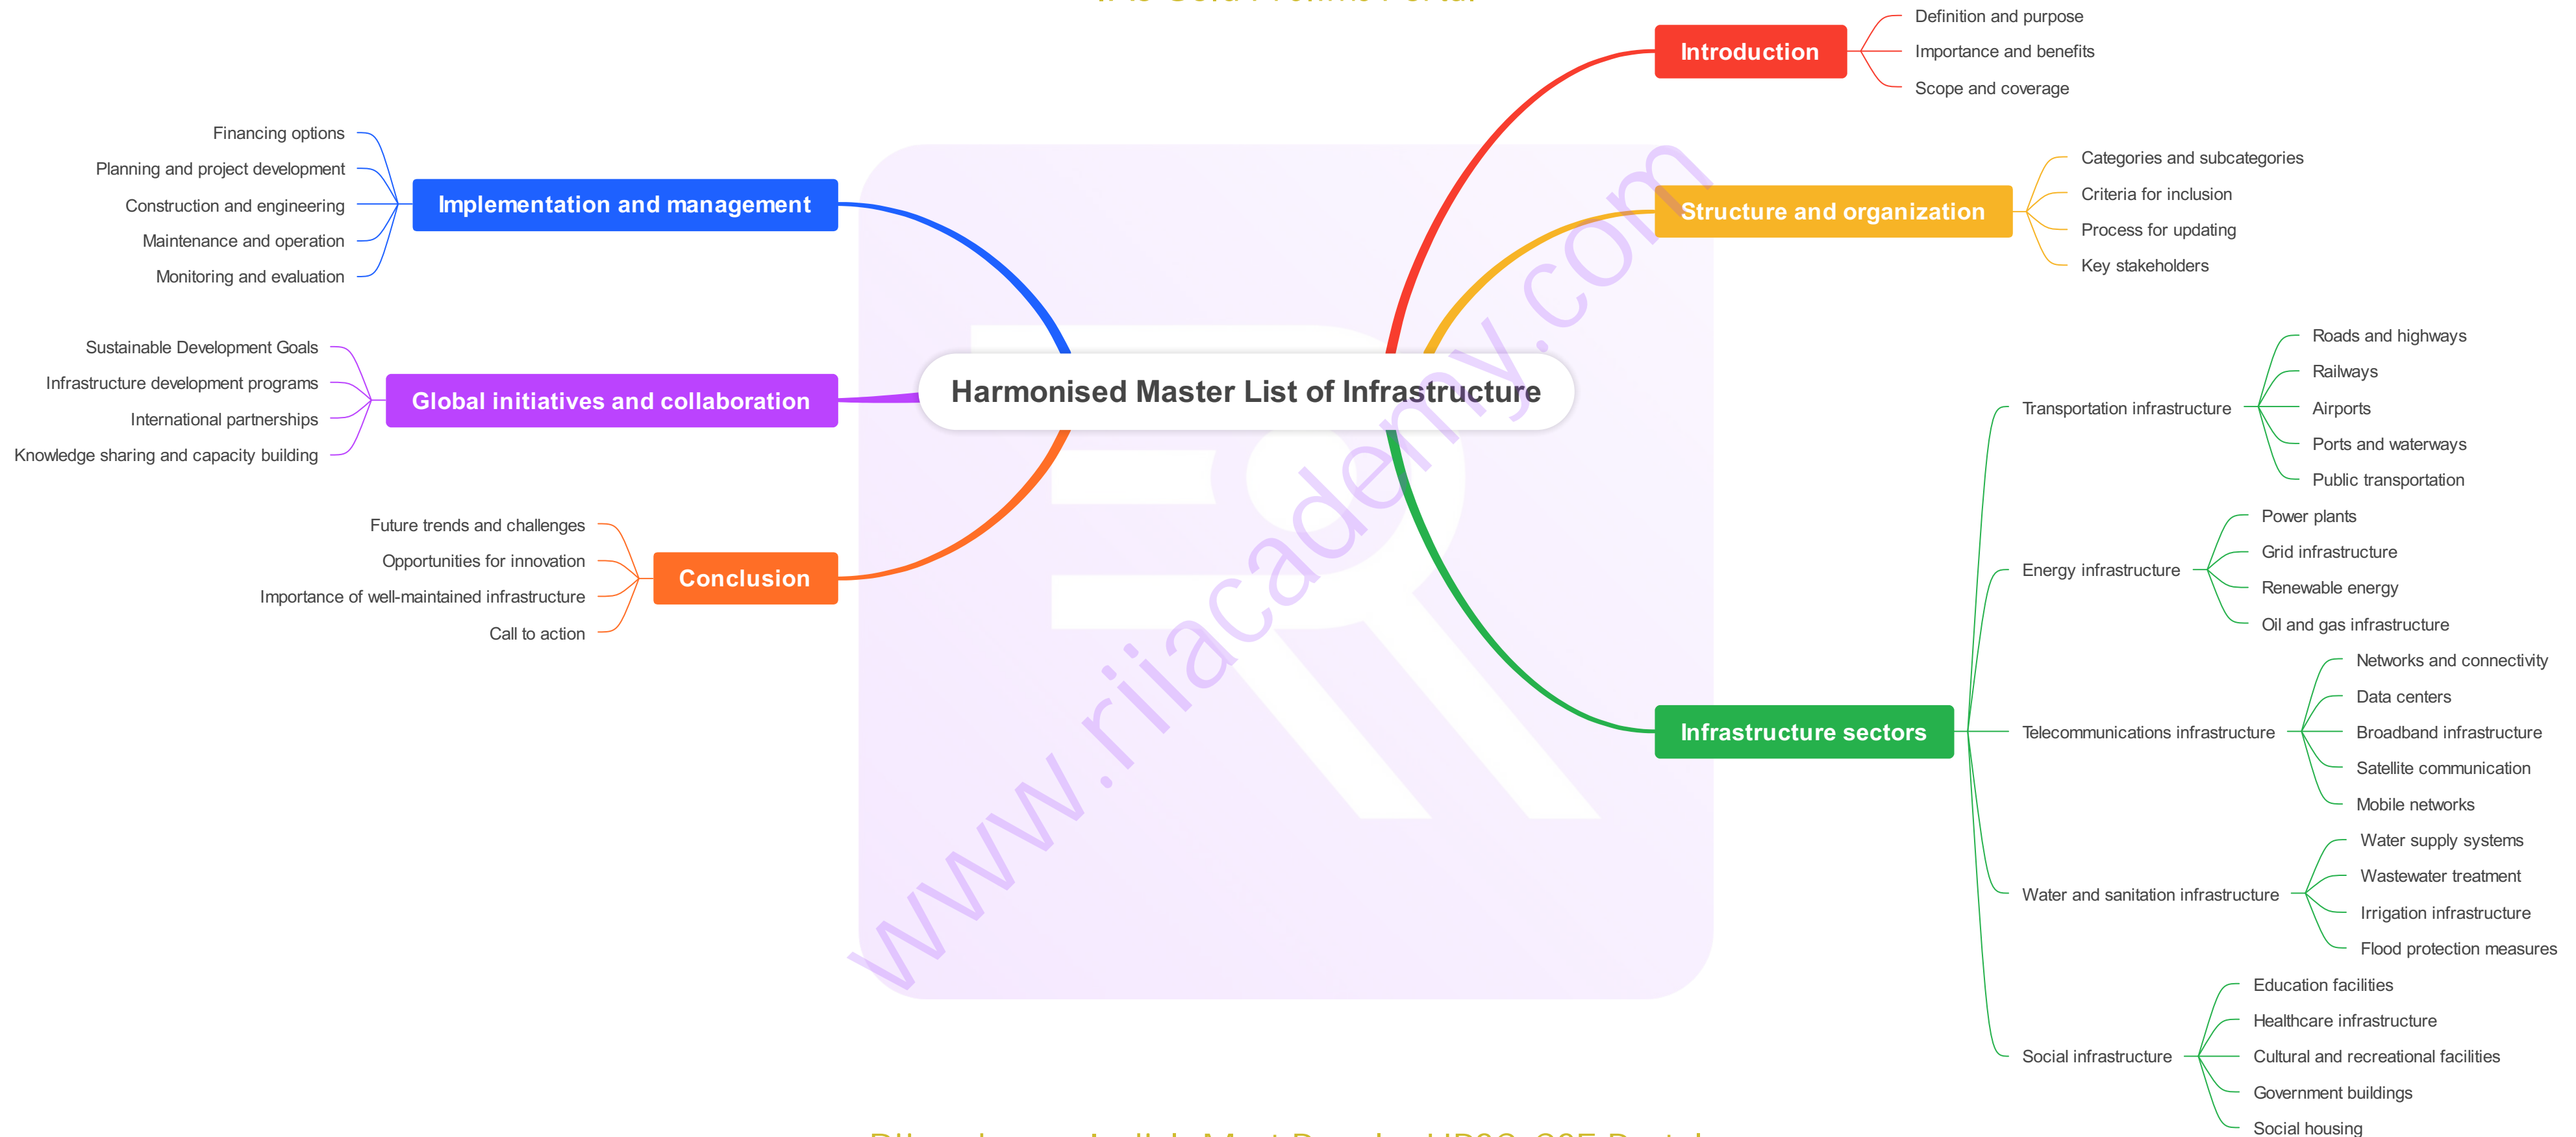 Introduction
Definition and purpose
Importance and benefits
Scope and coverage
Structure and organization
Categories and subcategories
Criteria for inclusion
Process for updating
Key stakeholders
Infrastructure sectors
Transportation infrastructure
Roads and highways
Railways
Airports
Ports and waterways
Public transportation
Energy infrastructure
Power plants
Grid infrastructure
Renewable energy
Oil and gas infrastructure
Telecommunications infrastructure
Networks and connectivity
Data centers
Broadband infrastructure
Satellite communication
Mobile networks
Water and sanitation infrastructure
Water supply systems
Wastewater treatment
Irrigation infrastructure
Flood protection measures
Social infrastructure
Education facilities
Healthcare infrastructure
Cultural and recreational facilities
Government buildings
Social housing
Harmonised Master List of Infrastructure
Implementation and management
Financing options
Planning and project development
Construction and engineering
Maintenance and operation
Monitoring and evaluation
Global initiatives and collaboration
Sustainable Development Goals
Infrastructure development programs
International partnerships
Knowledge sharing and capacity building
Conclusion
Future trends and challenges
Opportunities for innovation
Importance of well-maintained infrastructure
Call to action